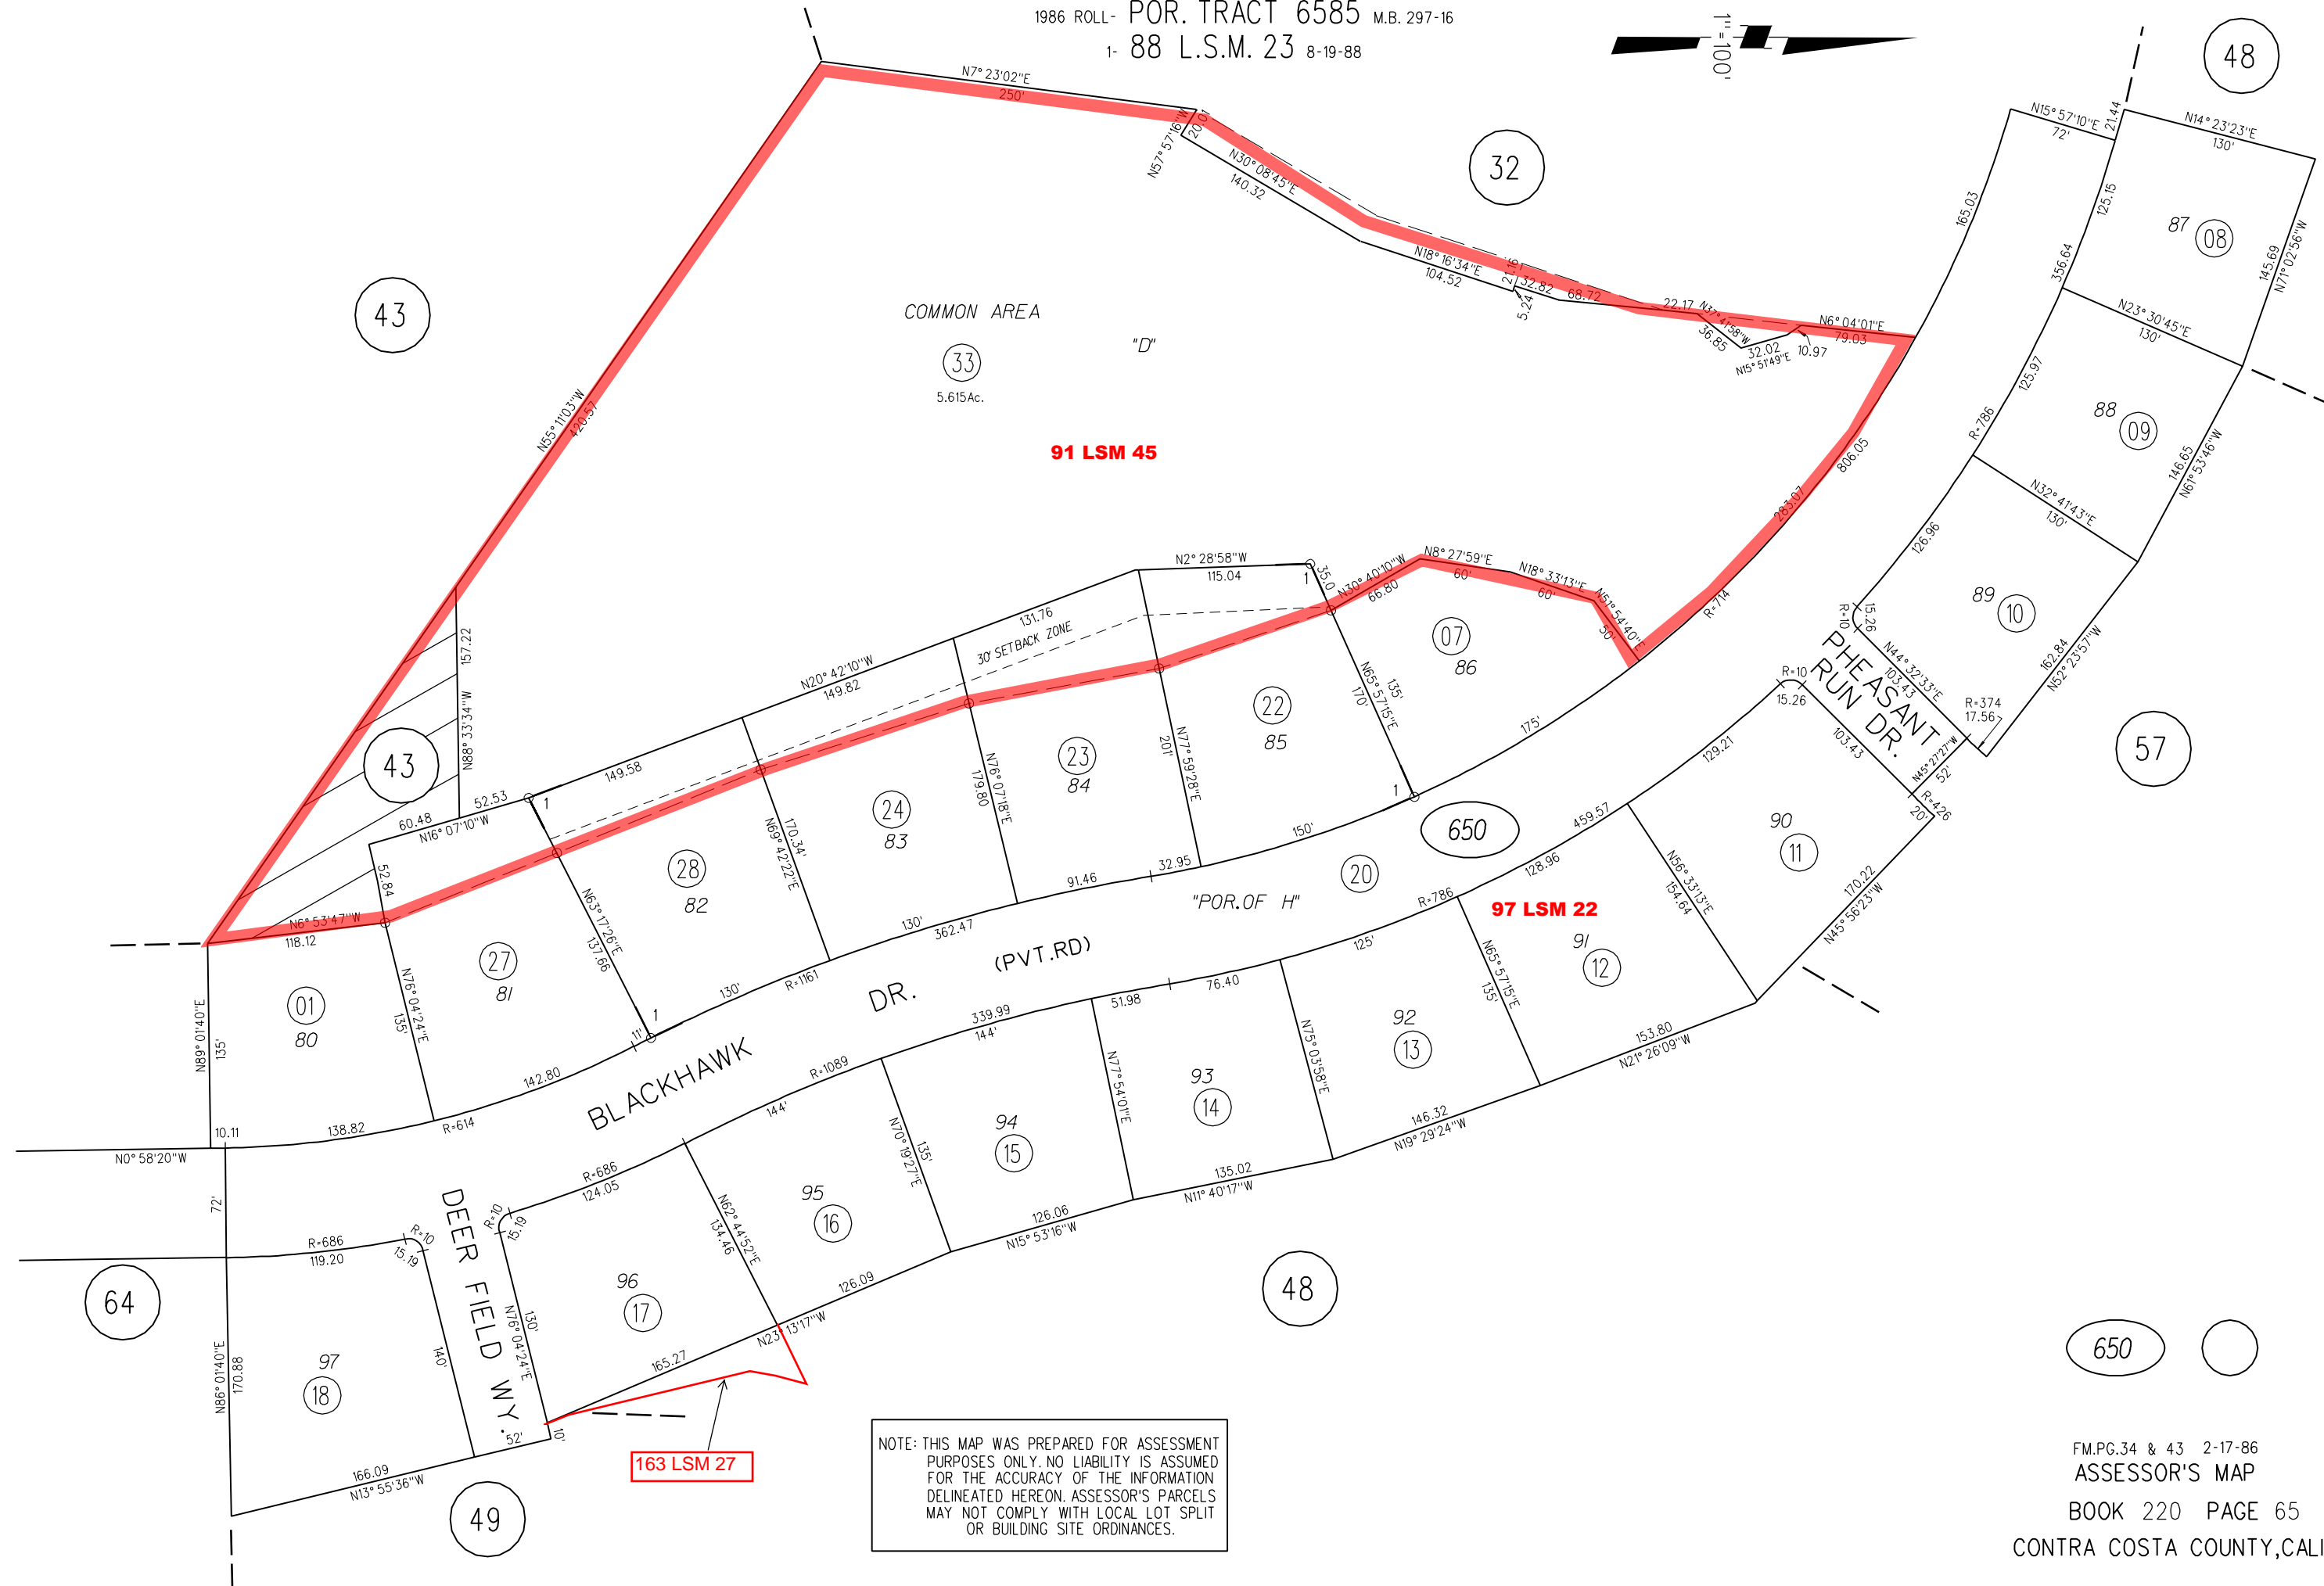 1986 ROLL- POR. TRACT 6585 M.B. 297-16
1- 88 L.S.M. 23 8-19-88
1"=100'
48
N7°23'02"E
250'
N57°57'16"W
20.01
N30°08'45"E
140.32
32
N18°16'34"E
104.52
21.16
5.24
32.82
68.72
22.17
N37°41'58"W
36.85
32.02
N15°51'49"E
10.97
N6°04'01"E
79.03
165.03
N15°57'10"E
72'
21.44
N14°23'23"E
130'
125.15
87
08
145.69
N71°02'56"W
356.64
N23°30'45"E
130'
125.97
88
09
R=786
146.65
N61°53'46"W
N32°41'43"E
130'
126.96
89
10
162.84
N52°23'57"W
R=10
15.26
N44°32'33"E
103.43
PHEASANT
RUN DR.
R=374
17.56
N45°27'27"W
52'
R=426
20'
57
43
COMMON AREA
"D"
33
5.615Ac.
91 LSM 45
N55°11'03"W
420.57
806.05
283.07
R=714
N2°28'58"W
115.04
1
35.0
N30°40'10"W
66.80
N8°27'59"E
60'
N18°33'13"E
60'
N51°54'40"E
50'
07
86
131.76
30' SETBACK ZONE
N20°42'10"W
149.82
149.58
157.22
N88°33'34"W
43
52.53
60.48
N16°07'10"W
1
52.84
N6°53'47"W
118.12
N89°01'40"E
135'
01
80
N76°04'24"E
135'
27
81
N63°17'26"E
137.66
28
82
170.34'
N69°42'22"E
24
83
N76°07'18"E
179.80
23
84
N77°59'28"E
201'
22
85
N65°57'15"E
135'
170'
1
175'
150'
32.95
91.46
130'
362.47
R=1161
130'
1
11'
142.80
R=614
138.82
10.11
N0°58'20"W
72'
650
20
"POR.OF H"
97 LSM 22
BLACKHAWK
DR.
(PVT.RD)
R=10
15.26
103.43
129.21
459.57
128.96
R=786
90
11
170.22
N45°56'23"W
N56°33'13"E
154.64
91
12
153.80
N21°26'09"W
N65°57'15"E
135'
125'
76.40
51.98
92
13
146.32
N19°29'24"W
N75°03'58"E
93
14
135.02
N11°40'17"W
N77°54'01"E
339.99
144'
94
15
126.06
N15°53'16"W
N70°19'27"E
135'
R=1089
144'
95
16
126.09
N23°13'17"W
N62°44'52"E
134.46
R=686
124.05
R=10
15.19
96
17
165.27
N76°04'24"E
130'
10'
DEER FIELD WY.
52'
140'
R=10
15.19
R=686
119.20
64
97
18
N86°01'40"E
170.88
166.09
N13°55'36"W
49
48
163 LSM 27
NOTE: THIS MAP WAS PREPARED FOR ASSESSMENT
PURPOSES ONLY. NO LIABILITY IS ASSUMED
FOR THE ACCURACY OF THE INFORMATION
DELINEATED HEREON. ASSESSOR'S PARCELS
MAY NOT COMPLY WITH LOCAL LOT SPLIT
OR BUILDING SITE ORDINANCES.
650
FM.PG.34 & 43 2-17-86
ASSESSOR'S MAP
BOOK 220 PAGE 65
CONTRA COSTA COUNTY,CALI